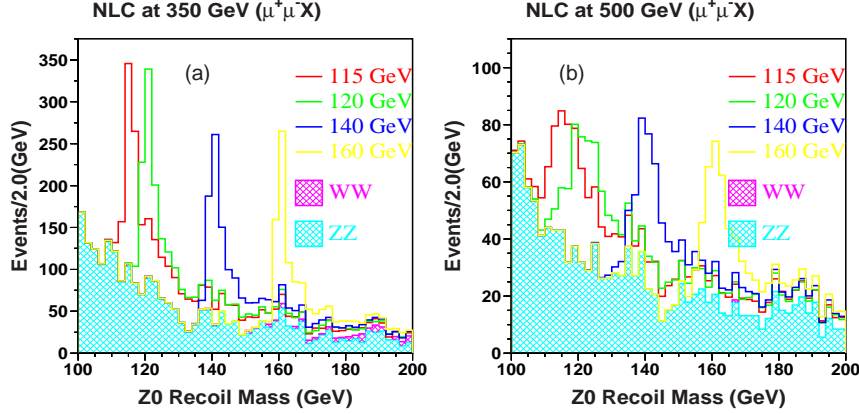 NLC at 350 GeV (μ⁺μ⁻X)
(a)
115 GeV
120 GeV
140 GeV
160 GeV
WW
ZZ
Events/2.0(GeV)
350
300
250
200
150
100
50
0
100 120 140 160 180 200
Z0 Recoil Mass (GeV)
NLC at 500 GeV (μ⁺μ⁻X)
(b)
115 GeV
120 GeV
140 GeV
160 GeV
WW
ZZ
Events/2.0(GeV)
100
80
60
40
20
0
100 120 140 160 180 200
Z0 Recoil Mass (GeV)